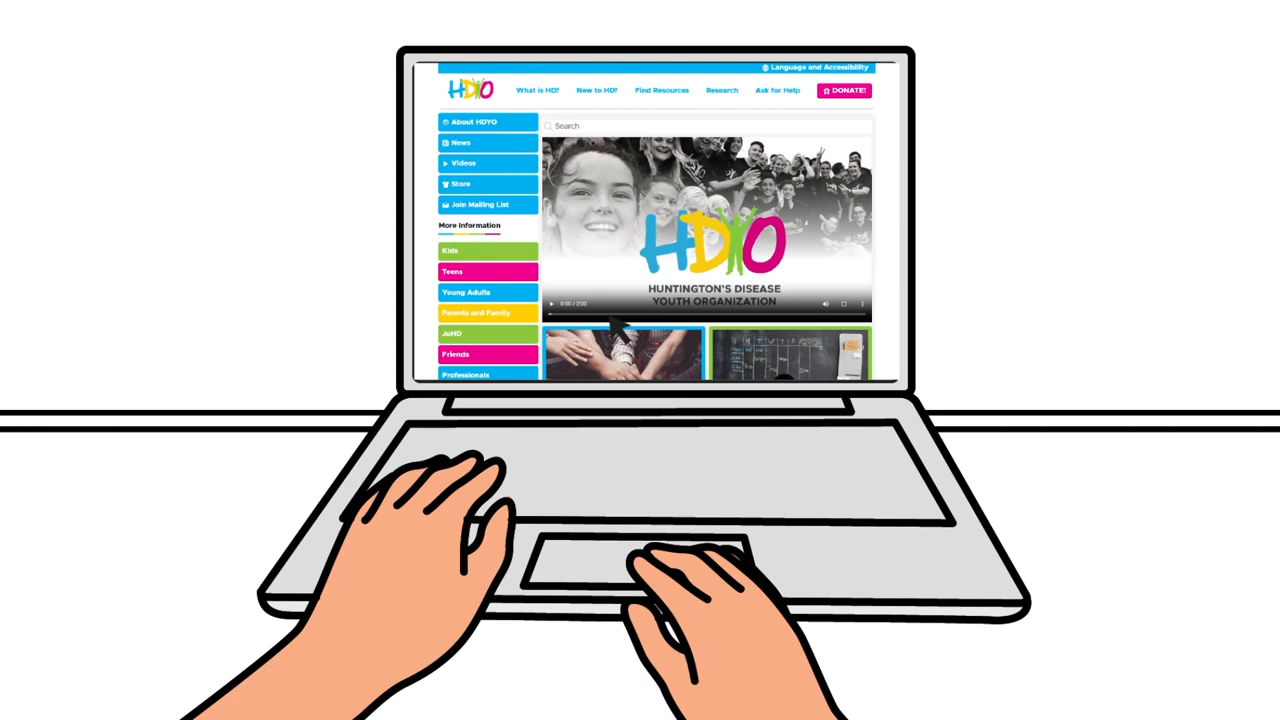 Language and Accessibility
HDYO
What is HD? New to HD? Find Resources Research Ask for Help DONATE!
About HDYO
Search
News
Videos
Store
Join Mailing List
More Information
Kids
Teens
Young Adults
Parents and Family
JoHD
Friends
Professionals
HDYO
HUNTINGTON'S DISEASE
YOUTH ORGANIZATION
0:00 / 2:00